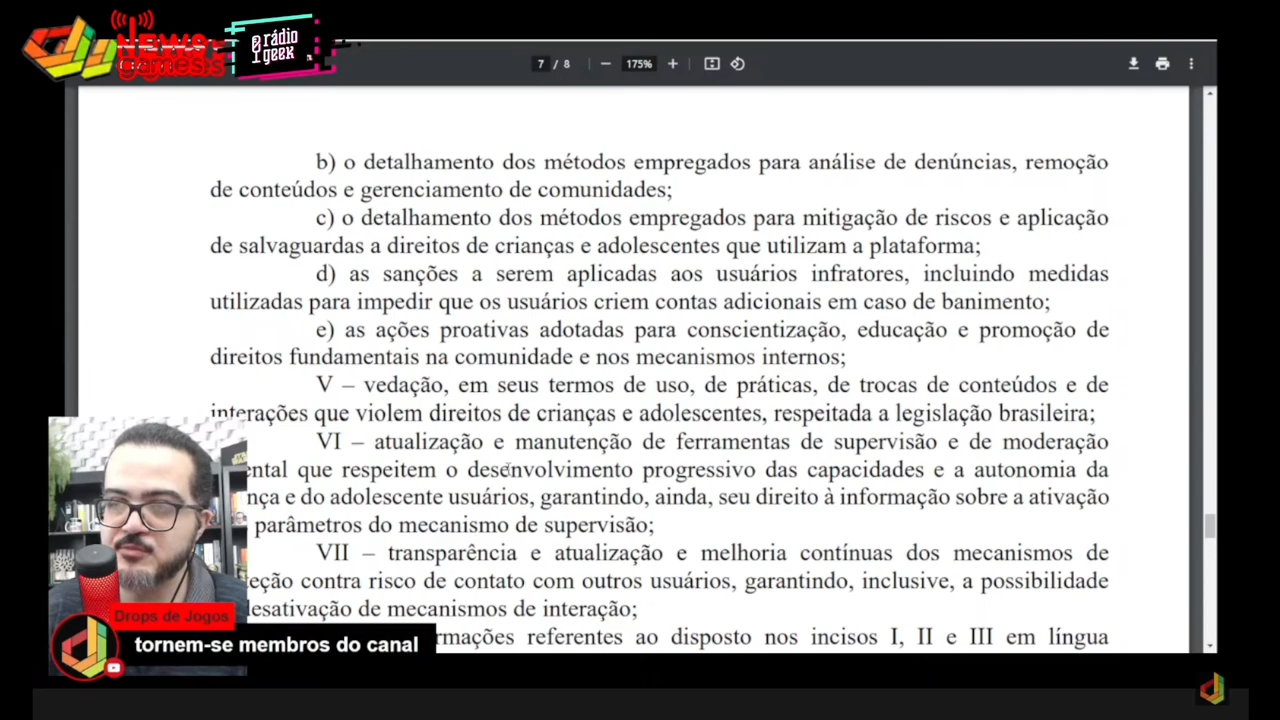 NEWS
games
rádio
geek
7 / 8
175%
b) o detalhamento dos métodos empregados para análise de denúncias, remoção
de conteúdos e gerenciamento de comunidades;
c) o detalhamento dos métodos empregados para mitigação de riscos e aplicação
de salvaguardas a direitos de crianças e adolescentes que utilizam a plataforma;
d) as sanções a serem aplicadas aos usuários infratores, incluindo medidas
utilizadas para impedir que os usuários criem contas adicionais em caso de banimento;
e) as ações proativas adotadas para conscientização, educação e promoção de
direitos fundamentais na comunidade e nos mecanismos internos;
V – vedação, em seus termos de uso, de práticas, de trocas de conteúdos e de
interações que violem direitos de crianças e adolescentes, respeitada a legislação brasileira;
VI – atualização e manutenção de ferramentas de supervisão e de moderação
que respeitem o desenvolvimento progressivo das capacidades e a autonomia da
e do adolescente usuários, garantindo, ainda, seu direito à informação sobre a ativação
parâmetros do mecanismo de supervisão;
VII – transparência e atualização e melhoria contínuas dos mecanismos de
contra risco de contato com outros usuários, garantindo, inclusive, a possibilidade
desativação de mecanismos de interação;
referentes ao disposto nos incisos I, II e III em língua
Drops de Jogos
tornem-se membros do canal